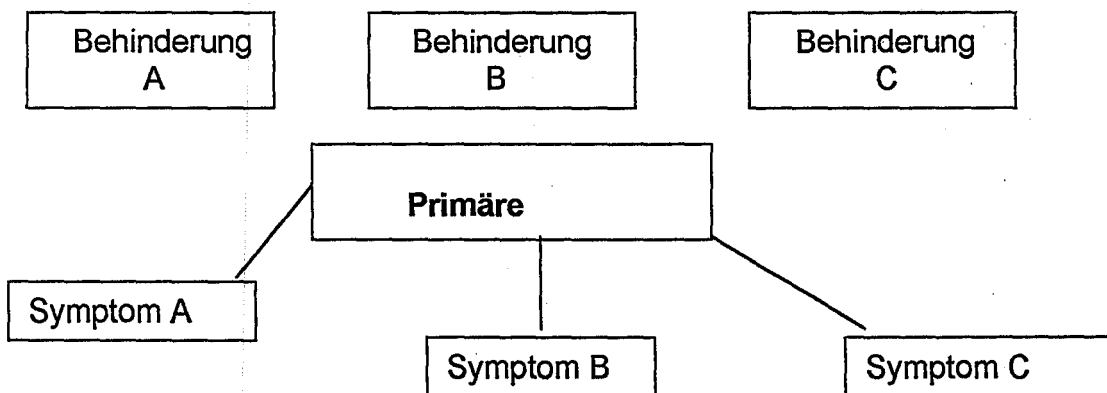 Behinderung
A
Behinderung
B
Behinderung
C
Primäre
Symptom A
Symptom B
Symptom C